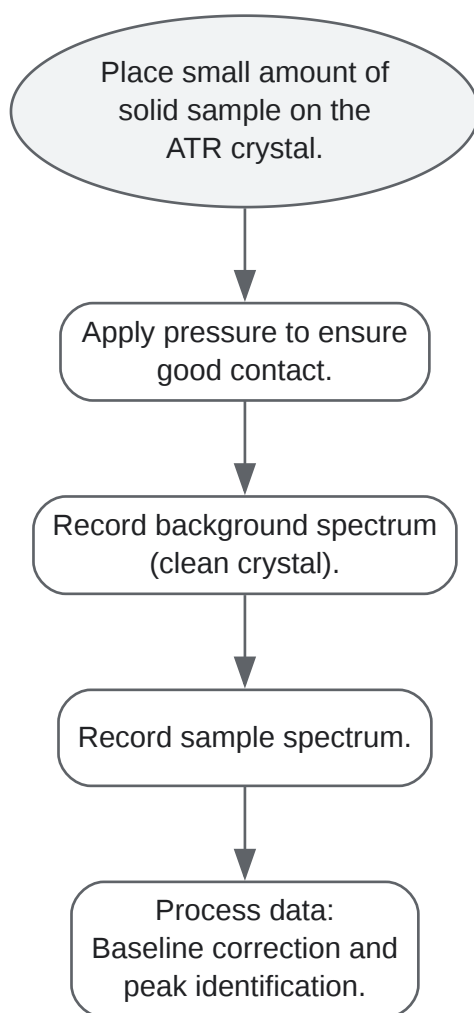 Place small amount of
solid sample on the
ATR crystal.
Apply pressure to ensure
good contact.
Record background spectrum
(clean crystal).
Record sample spectrum.
Process data:
Baseline correction and
peak identification.